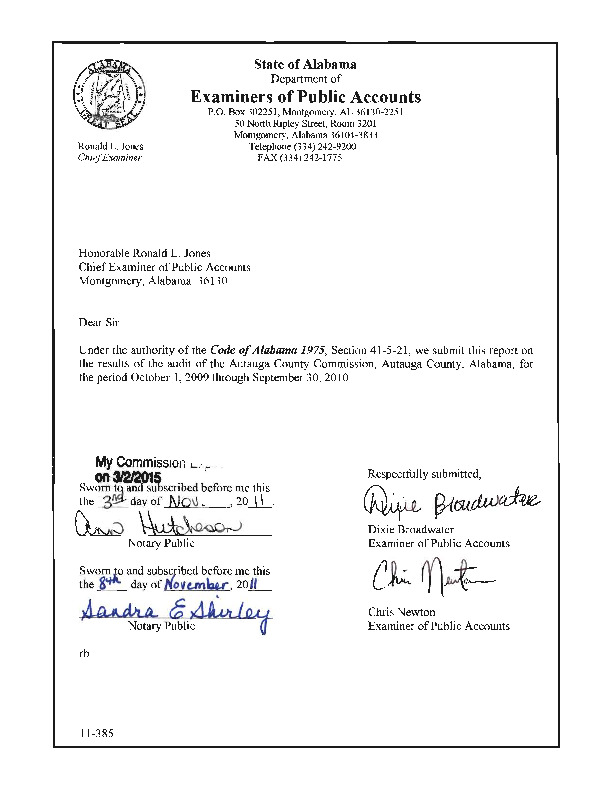 ALABAMA
GREAT SEAL
State of Alabama
Department of
Examiners of Public Accounts
P.O. Box 302251, Montgomery, AL 36130-2251
50 North Ripley Street, Room 3201
Montgomery, Alabama 36104-3833
Telephone (334) 242-9200
FAX (334) 242-1775
Ronald L. Jones
Chief Examiner
Honorable Ronald L. Jones
Chief Examiner of Public Accounts
Montgomery, Alabama 36130
Dear Sir
Under the authority of the Code of Alabama 1975, Section 41-5-21, we submit this report on
the results of the audit of the Autauga County Commission, Autauga County, Alabama, for
the period October 1, 2009 through September 30, 2010
My Commission
on 3/2/2015
Sworn to and subscribed before me this
the 3rd day of Nov. , 2011.
Ann Hutcheson
Notary Public
Sworn to and subscribed before me this
the 8th day of November, 2011
Sandra E Shirley
Notary Public
rb
Respectfully submitted,
Dixie Broadwater
Dixie Broadwater
Examiner of Public Accounts
Chris Newton
Chris Newton
Examiner of Public Accounts
11-385